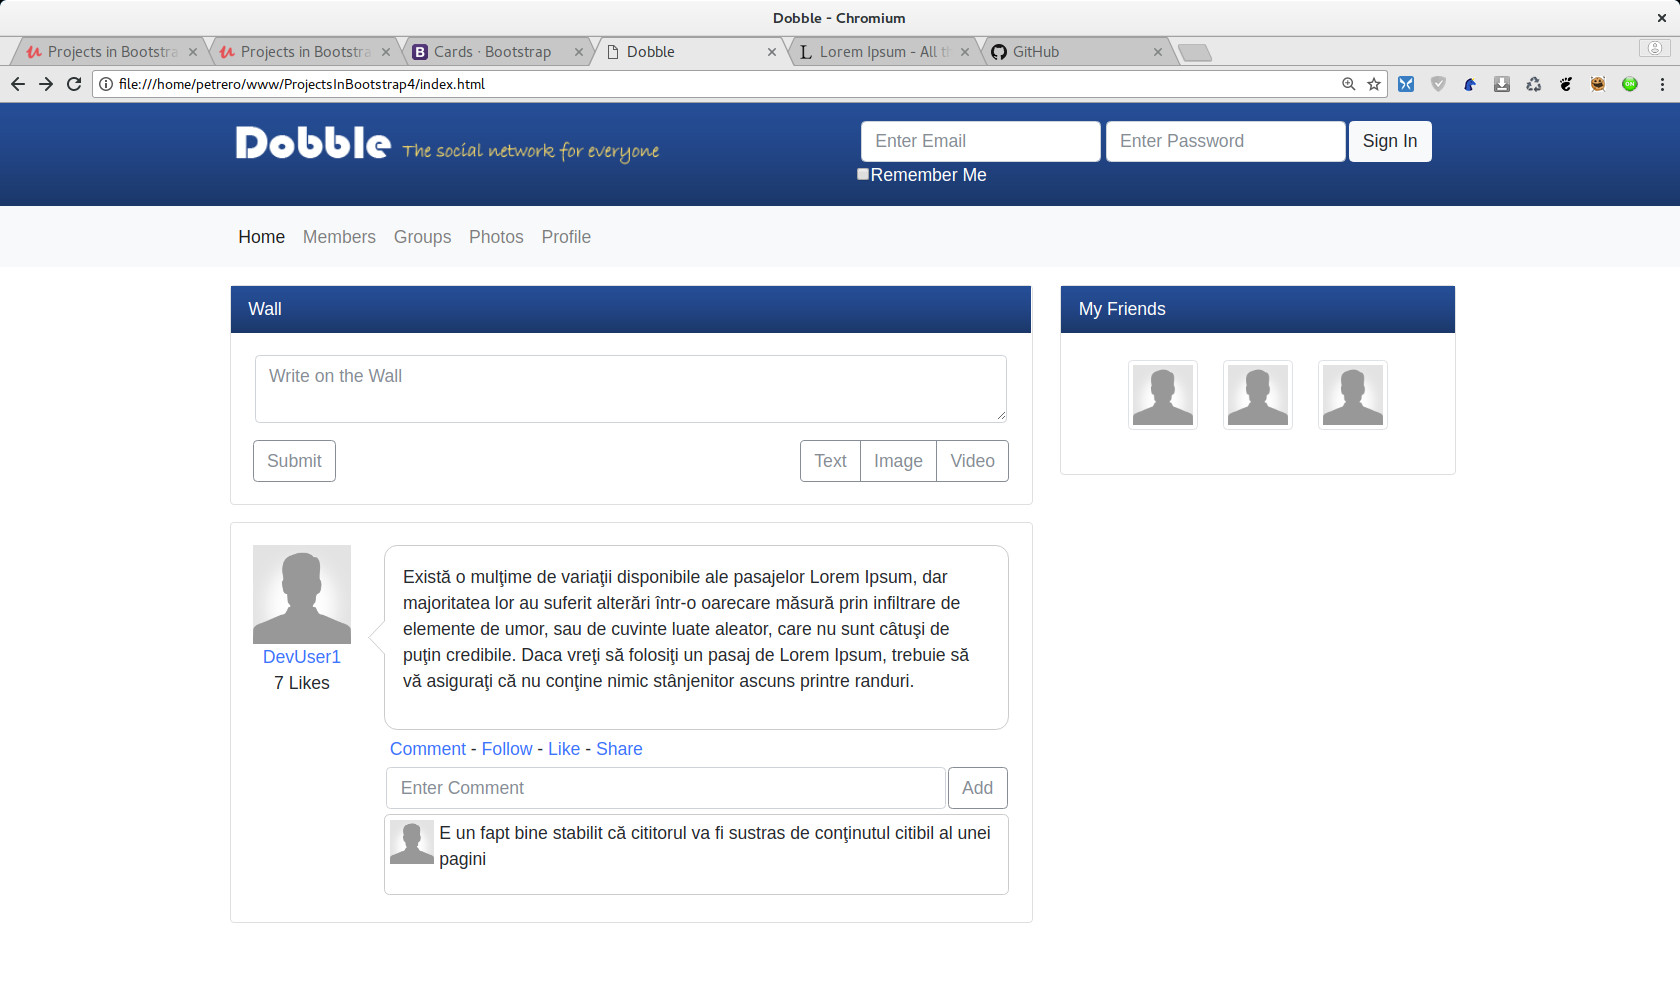 Dobble - Chromium
Projects in Bootstra
Projects in Bootstra
Cards · Bootstrap
Dobble
Lorem Ipsum - All t
GitHub
file:///home/petrero/www/ProjectsInBootstrap4/index.html
Dobble The social network for everyone
Enter Email
Enter Password
Sign In
Remember Me
Home Members Groups Photos Profile
Wall
My Friends
Write on the Wall
Submit
Text Image Video
Există o mulţime de variaţii disponibile ale pasajelor Lorem Ipsum, dar
majoritatea lor au suferit alterări într-o oarecare măsură prin infiltrare de
elemente de umor, sau de cuvinte luate aleator, care nu sunt câtuşi de
puţin credibile. Daca vreţi să folosiţi un pasaj de Lorem Ipsum, trebuie să
vă asiguraţi că nu conţine nimic stânjenitor ascuns printre randuri.
DevUser1
7 Likes
Comment - Follow - Like - Share
Enter Comment
Add
E un fapt bine stabilit că cititorul va fi sustras de conţinutul citibil al unei
pagini